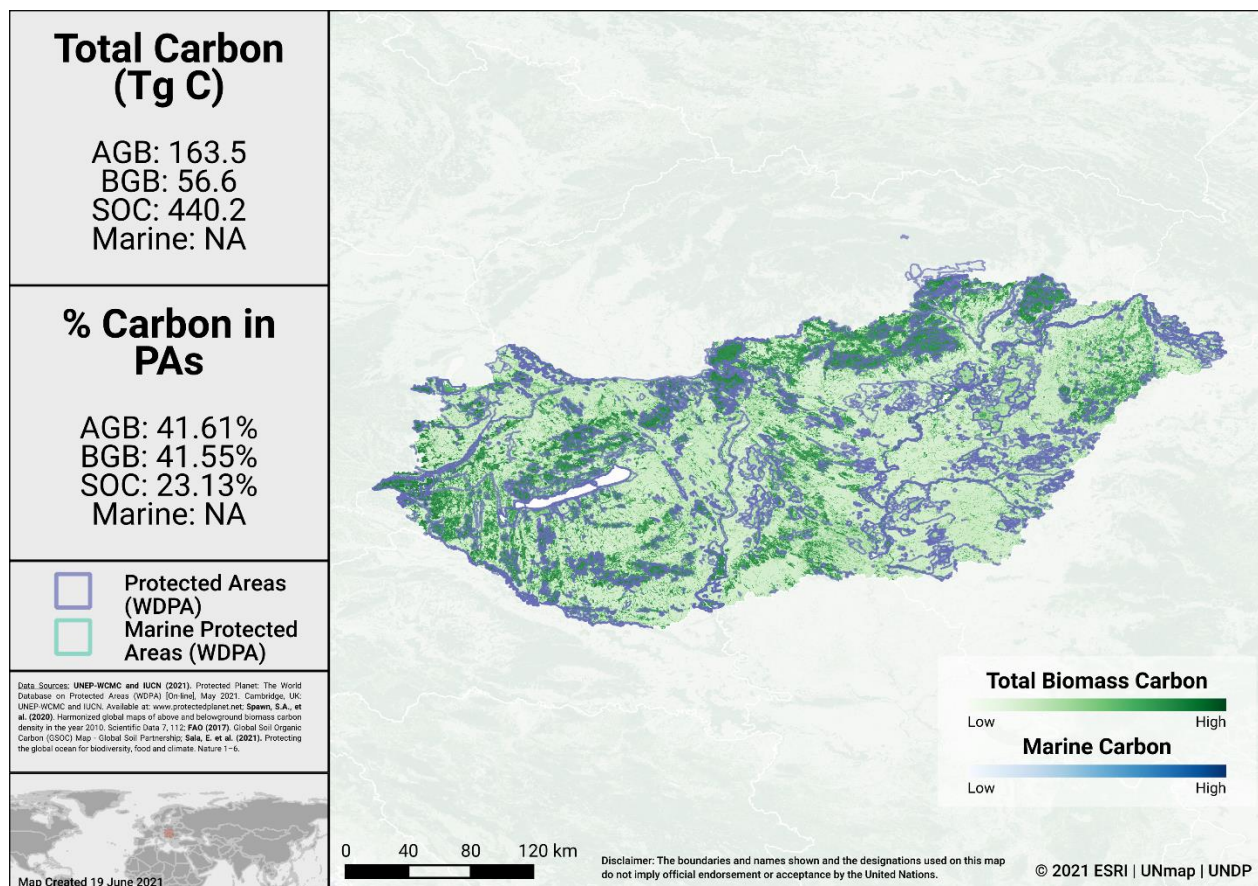 Total Carbon
(Tg C)
AGB: 163.5
BGB: 56.6
SOC: 440.2
Marine: NA
% Carbon in
PAs
AGB: 41.61%
BGB: 41.55%
SOC: 23.13%
Marine: NA
Protected Areas
(WDPA)
Marine Protected
Areas (WDPA)
Data Sources: UNEP-WCMC and IUCN (2021). Protected Planet: The World
Database on Protected Areas (WDPA) [On-line], May 2021. Cambridge, UK:
UNEP-WCMC and IUCN. Available at: www.protectedplanet.net; Spawn, S.A., et
al. (2020). Harmonized global maps of above and belowground biomass carbon
density in the year 2010. Scientific Data 7, 112; FAO (2017). Global Soil Organic
Carbon (GSOC) Map - Global Soil Partnership; Sala, E. et al. (2021). Protecting
the global ocean for biodiversity, food and climate. Nature 1–6.
Map Created 19 June 2021
0 40 80 120 km
Disclaimer: The boundaries and names shown and the designations used on this map
do not imply official endorsement or acceptance by the United Nations.
Total Biomass Carbon
Low High
Marine Carbon
Low High
© 2021 ESRI | UNmap | UNDP